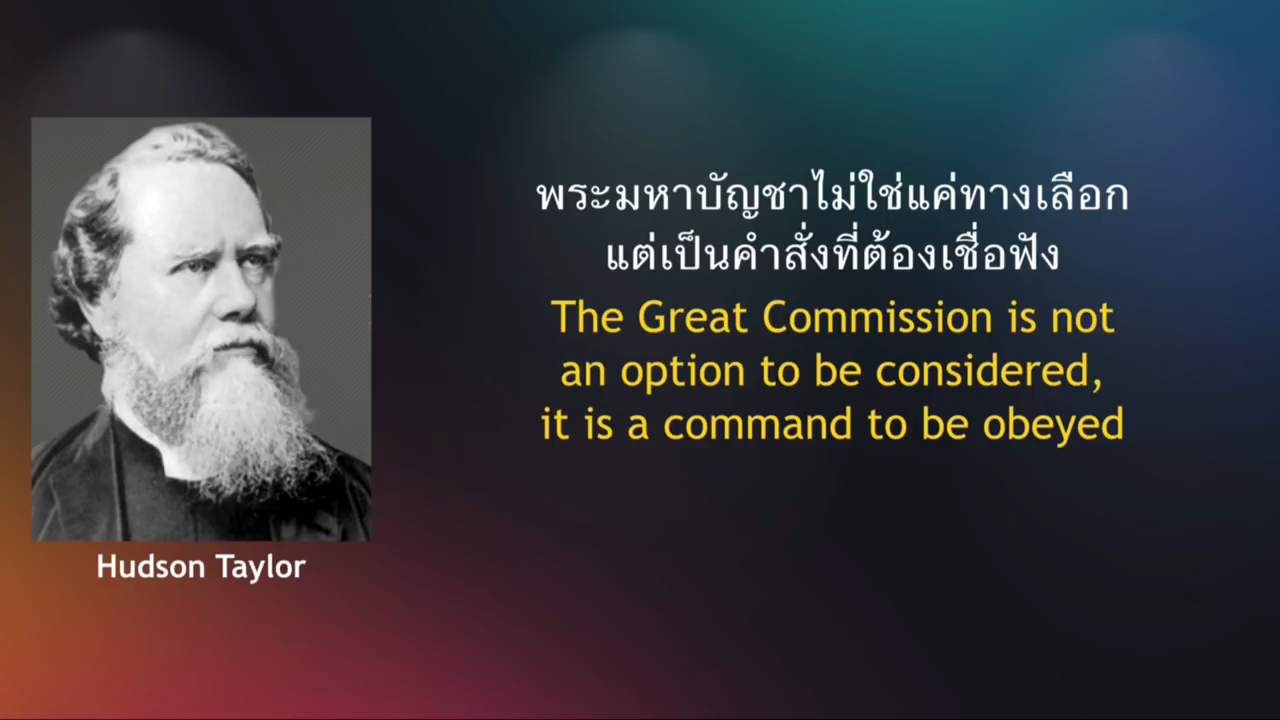 พระมหาบัญชาไม่ใช่แค่ทางเลือก
แต่เป็นคำสั่งที่ต้องเชื่อฟัง
The Great Commission is not
an option to be considered,
it is a command to be obeyed
Hudson Taylor